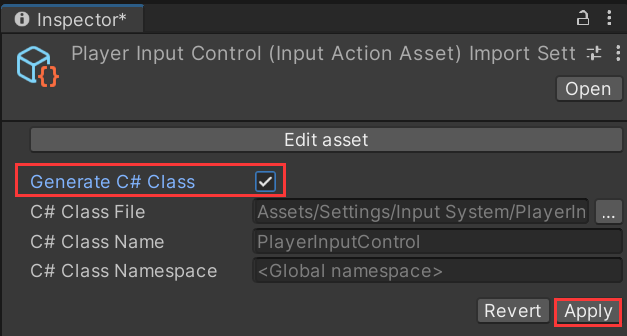 Inspector*
Player Input Control (Input Action Asset) Import Sett
Open
Edit asset
Generate C# Class
C# Class File Assets/Settings/Input System/PlayerIn ...
C# Class Name PlayerInputControl
C# Class Namespace <Global namespace>
Revert Apply